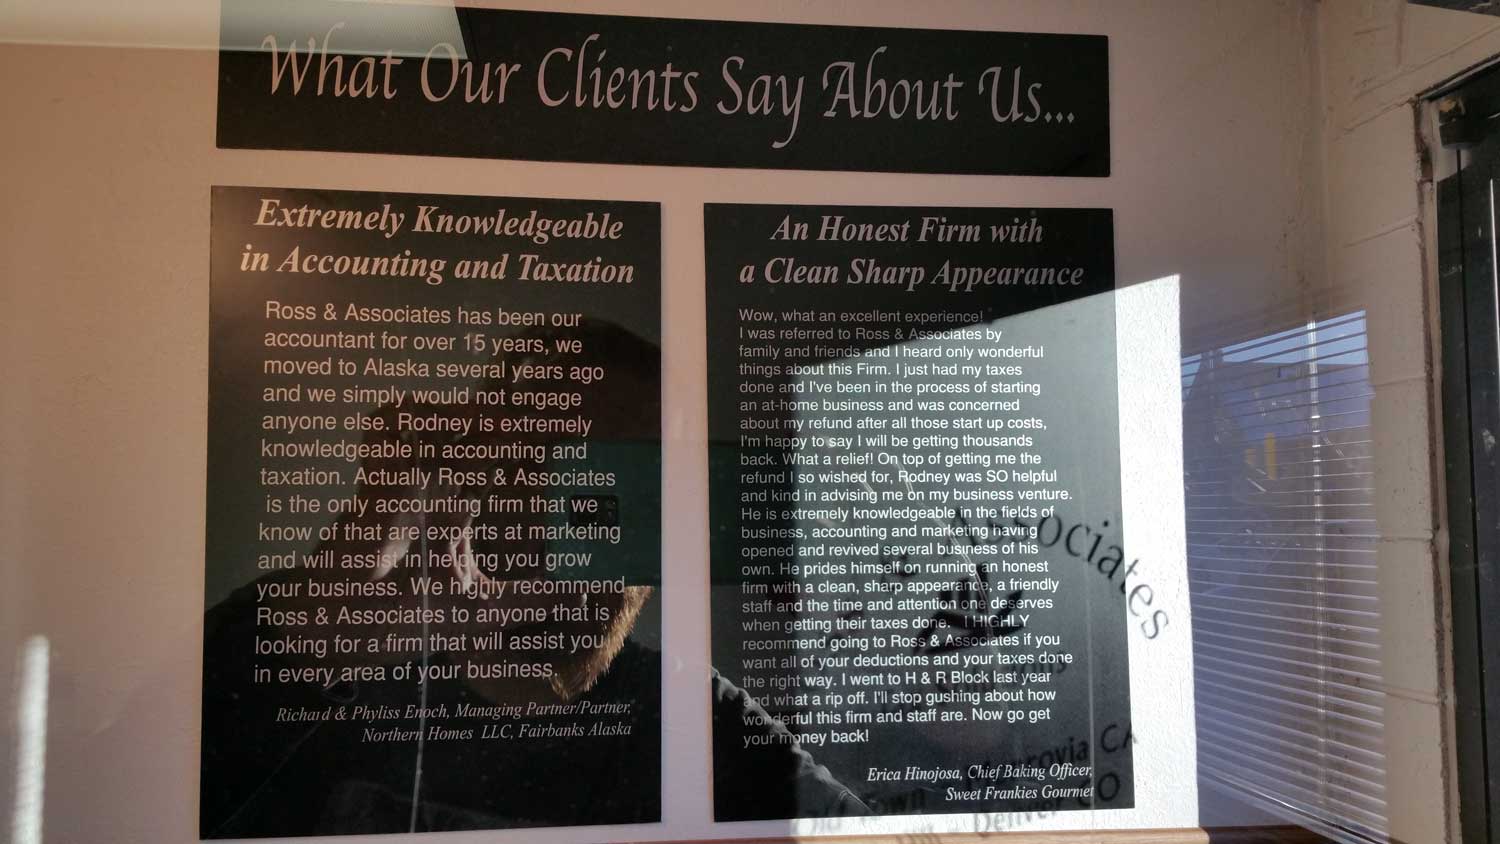 What Our Clients Say About Us...
Extremely Knowledgeable
in Accounting and Taxation
Ross & Associates has been our
accountant for over 15 years, we
moved to Alaska several years ago
and we simply would not engage
anyone else. Rodney is extremely
knowledgeable in accounting and
taxation. Actually Ross & Associates
is the only accounting firm that we
know of that are experts at marketing
and will assist in helping you grow
your business. We highly recommend
Ross & Associates to anyone that is
looking for a firm that will assist you
in every area of your business.
Richard & Phyliss Enoch, Managing Partner/Partner,
Northern Homes LLC, Fairbanks Alaska
An Honest Firm with
a Clean Sharp Appearance
Wow, what an excellent experience!
I was referred to Ross & Associates by
family and friends and I heard only wonderful
things about this Firm. I just had my taxes
done and I've been in the process of starting
an at-home business and was concerned
about my refund after all those start up costs,
I'm happy to say I will be getting thousands
back. What a relief! On top of getting me the
refund I so wished for, Rodney was SO helpful
and kind in advising me on my business venture.
He is extremely knowledgeable in the fields of
business, accounting and marketing having
opened and revived several business of his
own. He prides himself on running an honest
firm with a clean, sharp appearance, a friendly
staff and the time and attention one deserves
when getting their taxes done. I HIGHLY
recommend going to Ross & Associates if you
want all of your deductions and your taxes done
the right way. I went to H & R Block last year
and what a rip off. I'll stop gushing about how
wonderful this firm and staff are. Now go get
your money back!
Erica Hinojosa, Chief Baking Officer,
Sweet Frankies Gourmet
Associates
Monrovia CA
Old Town
Denver CO